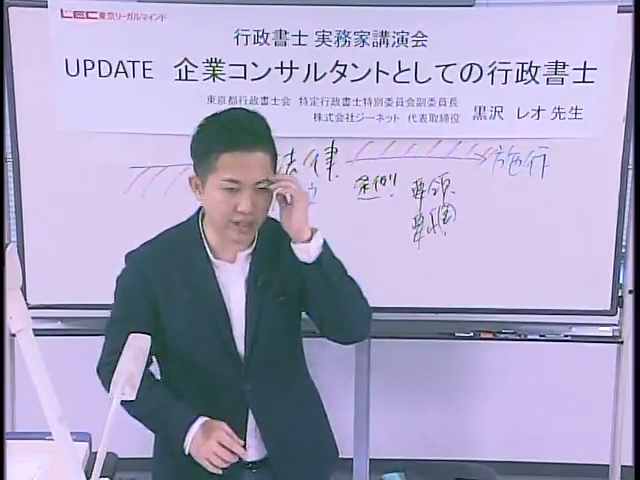 LEC東京リーガルマインド
行政書士 実務家講演会
UPDATE 企業コンサルタントとしての行政書士
東京都行政書士会 特定行政書士特別委員会副委員長
株式会社ジーネット 代表取締役 黒沢 レオ 先生
法律 施行
要領
要綱